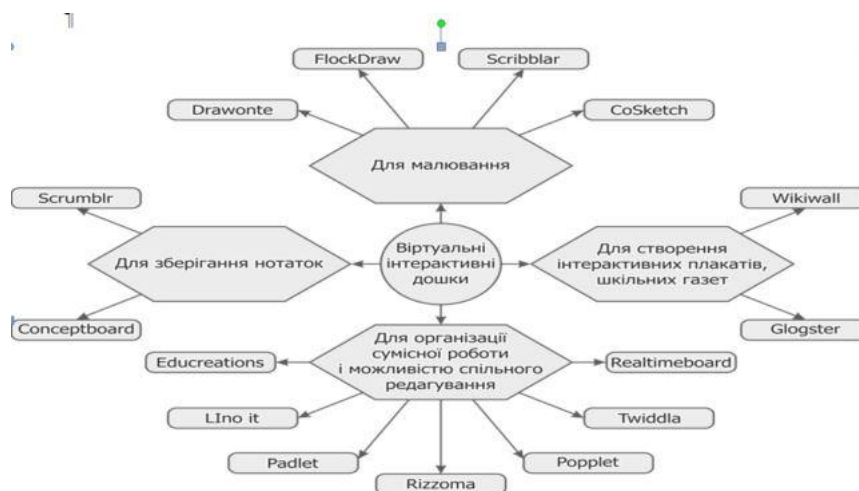 ¶
FlockDraw
Scribblar
Drawonte
CoSketch
Для малювання
Scrumblr
Wikiwall
Для зберігання нотаток
Віртуальні
інтерактивні
дошки
Для створення
інтерактивних плакатів,
шкільних газет
Conceptboard
Glogster
Для організації
сумісної роботи
і можливістю спільного
редагування
Educreations
Realtimeboard
LIno it
Twiddla
Padlet
Popplet
Rizzoma